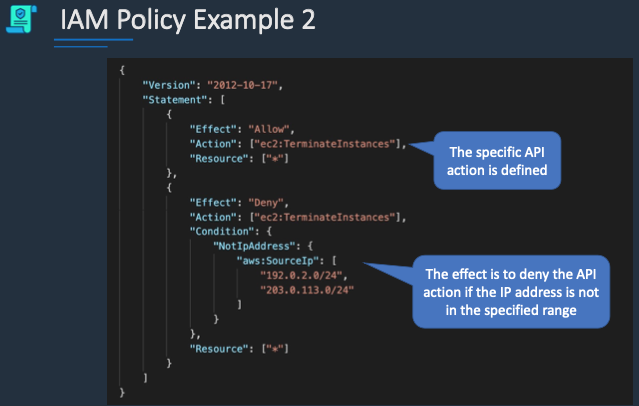 IAM Policy Example 2
{
"Version": "2012-10-17",
"Statement": [
{
"Effect": "Allow",
"Action": ["ec2:TerminateInstances"],
"Resource": ["*"]
},
{
"Effect": "Deny",
"Action": ["ec2:TerminateInstances"],
"Condition": {
"NotIpAddress": {
"aws:SourceIp": [
"192.0.2.0/24",
"203.0.113.0/24"
]
}
},
"Resource": ["*"]
}
]
}
The specific API
action is defined
The effect is to deny the API
action if the IP address is not
in the specified range